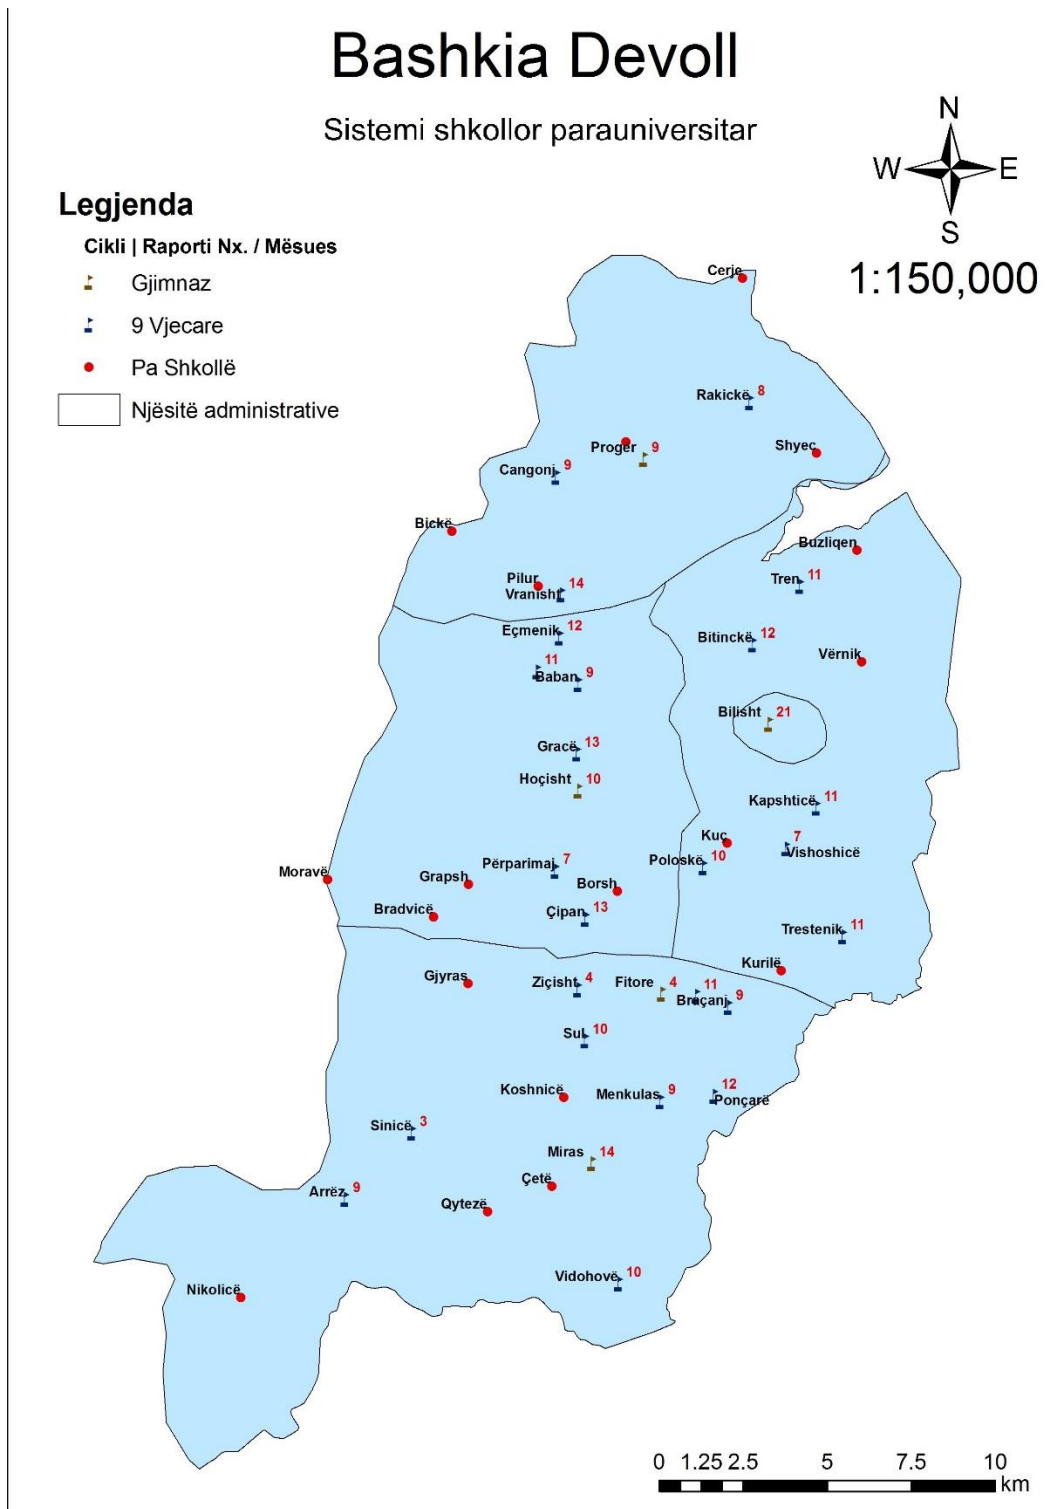 Bashkia Devoll
Sistemi shkollor parauniversitar
N
W E
S
1:150,000
Legjenda
Cikli | Raporti Nx. / Mësues
Gjimnaz
9 Vjecare
Pa Shkollë
Njësitë administrative
Cerje
Rakickë 8
Proger 9
Shyec
Cangonj 9
Bickë
Buzliqen
Pilur
Vranisht 14
Tren 11
Eçmenik 12
Bitinckë 12
Vërnik
11
Baban 9
Bilisht 21
Gracë 13
Hoçisht 10
Kapshticë 11
Kuç
7
Vishoshicë
Poloskë 10
Përparimaj 7
Moravë
Grapsh
Borsh
Bradvicë
Çipan 13
Trestenik 11
Kurilë
Gjyras
Ziçisht 4
Fitore 4
11
Braçanj 9
Sul 10
Koshnicë
Menkulas 9
12
Ponçarë
Sinicë 3
Miras 14
Çetë
Arrëz 9
Qytezë
Vidohovë 10
Nikolicë
0 1.25 2.5 5 7.5 10
km